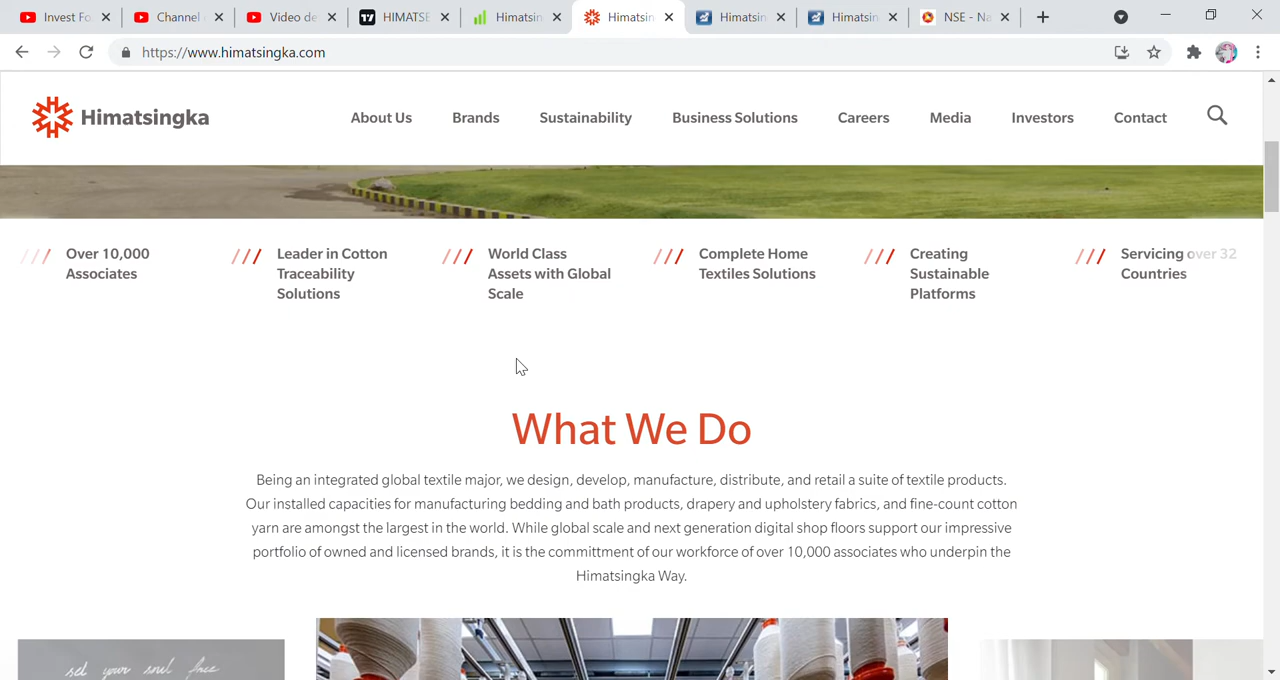 Invest Fo
Channel
Video de
HIMATSE
Himatsin
Himatsin
Himatsin
Himatsin
NSE - Na
https://www.himatsingka.com
Himatsingka
About Us
Brands
Sustainability
Business Solutions
Careers
Media
Investors
Contact
Over 10,000
Associates
Leader in Cotton
Traceability
Solutions
World Class
Assets with Global
Scale
Complete Home
Textiles Solutions
Creating
Sustainable
Platforms
Servicing over 32
Countries
What We Do
Being an integrated global textile major, we design, develop, manufacture, distribute, and retail a suite of textile products.
Our installed capacities for manufacturing bedding and bath products, drapery and upholstery fabrics, and fine-count cotton
yarn are amongst the largest in the world. While global scale and next generation digital shop floors support our impressive
portfolio of owned and licensed brands, it is the committment of our workforce of over 10,000 associates who underpin the
Himatsingka Way.
set your soul free